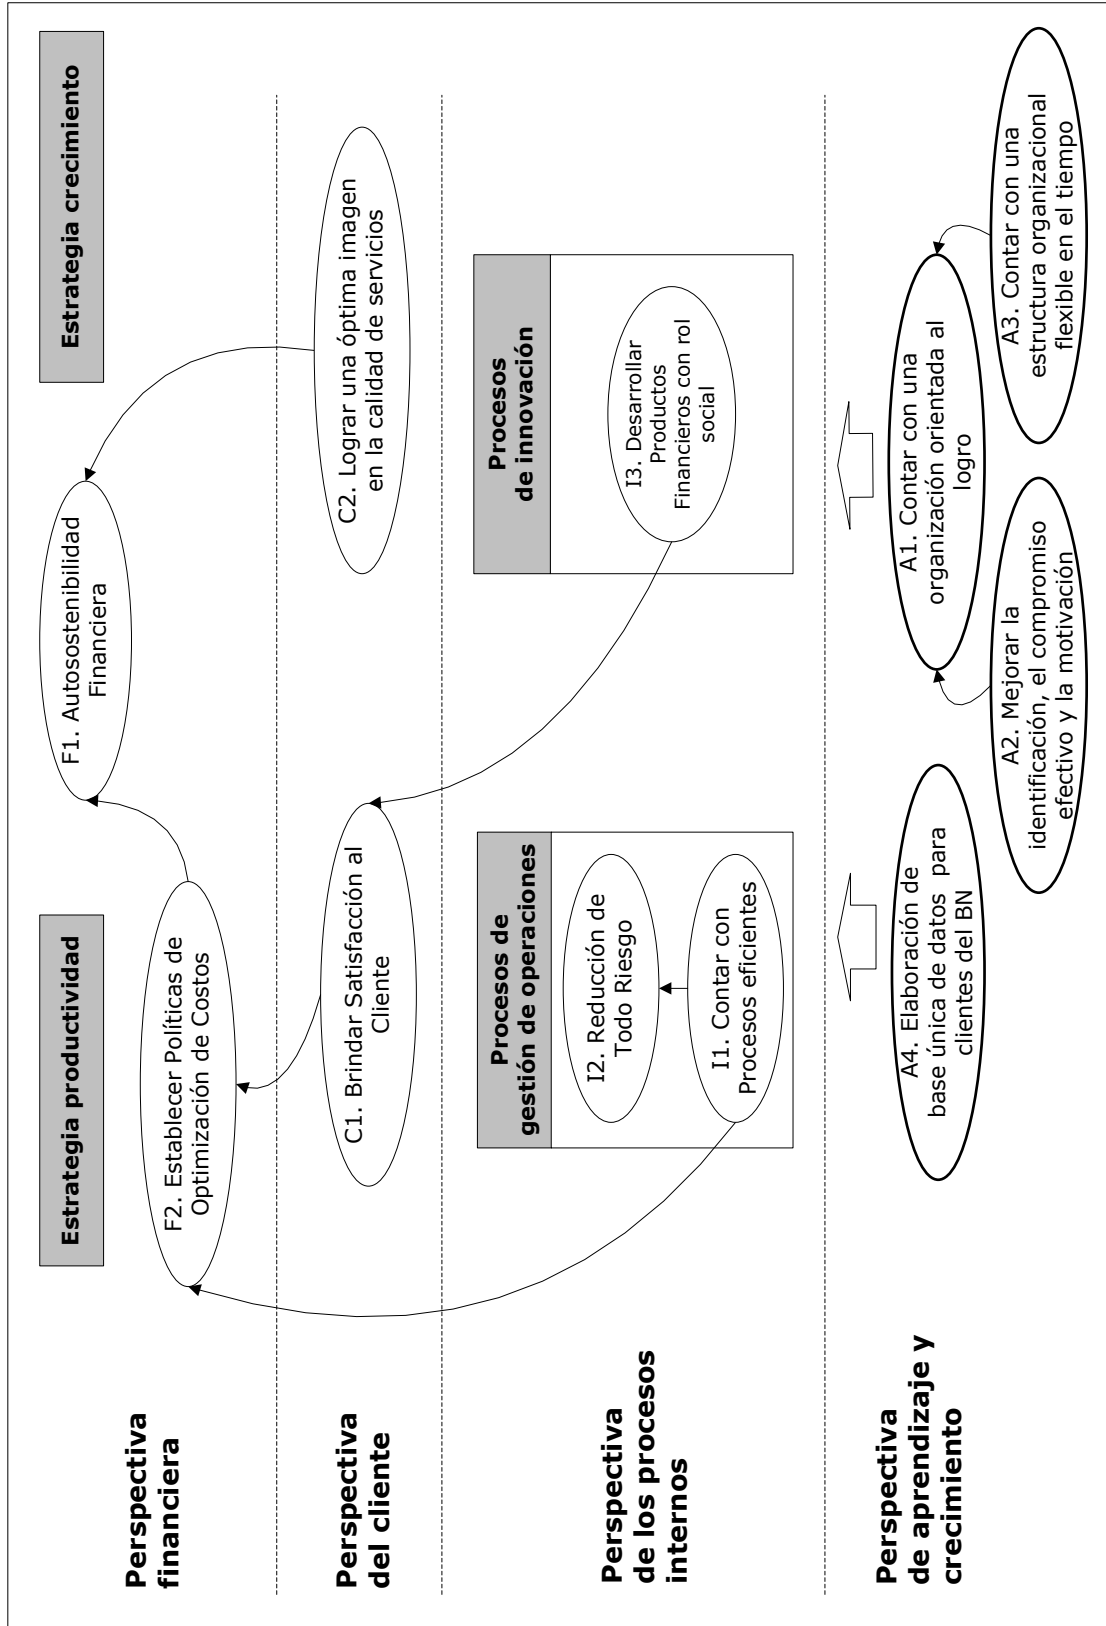 Estrategia productividad
Estrategia crecimiento
Perspectiva
financiera
F1. Autosostenibilidad
Financiera
F2. Establecer Políticas de
Optimización de Costos
Perspectiva
del cliente
C1. Brindar Satisfacción al
Cliente
C2. Lograr una óptima imagen
en la calidad de servicios
Perspectiva
de los procesos
internos
Procesos de
gestión de operaciones
I2. Reducción de
Todo Riesgo
I1. Contar con
Procesos eficientes
Procesos
de innovación
I3. Desarrollar
Productos
Financieros con rol
social
Perspectiva
de aprendizaje y
crecimiento
A4. Elaboración de
base única de datos para
clientes del BN
A1. Contar con una
organización orientada al
logro
A2. Mejorar la
identificación, el compromiso
efectivo y la motivación
A3. Contar con una
estructura organizacional
flexible en el tiempo